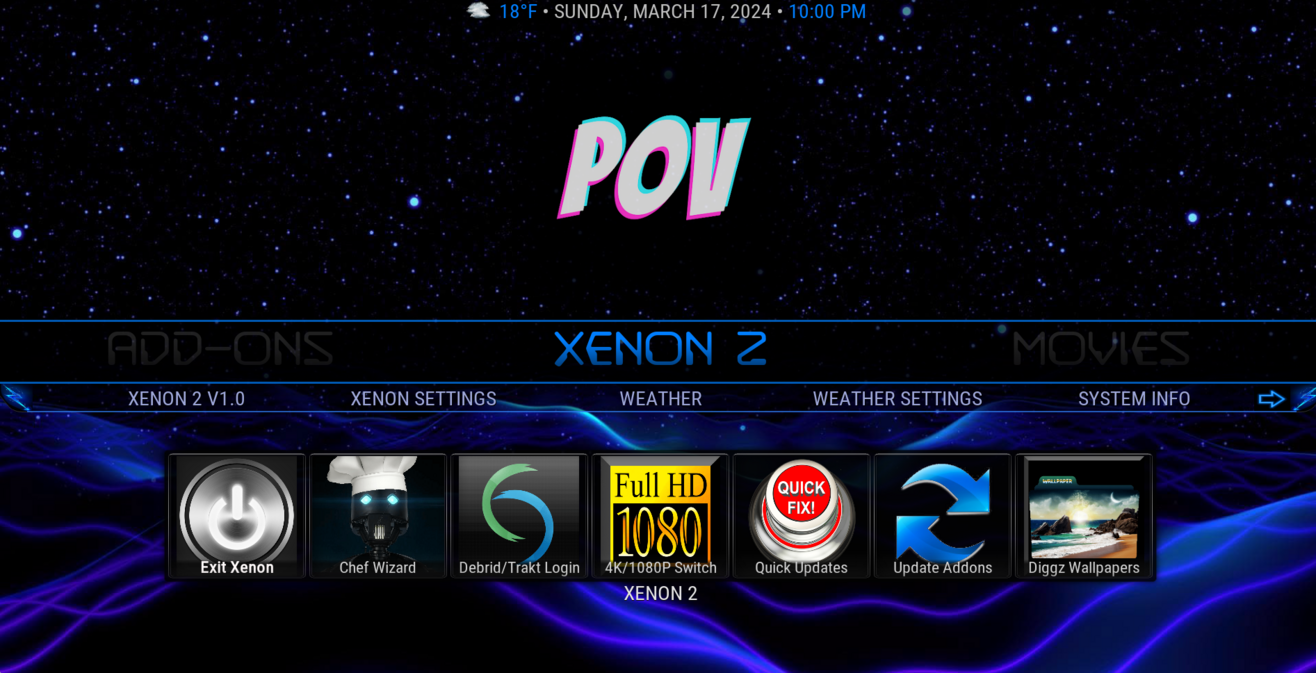 18°F • SUNDAY, MARCH 17, 2024 • 10:00 PM
POV
ADD-ONS XENON 2 MOVIES
XENON 2 V1.0 XENON SETTINGS WEATHER WEATHER SETTINGS SYSTEM INFO
Full HD
1080
QUICK
FIX!
WALLPAPER
Exit Xenon Chef Wizard Debrid/Trakt Login 4K/1080P Switch Quick Updates Update Addons Diggz Wallpapers
XENON 2